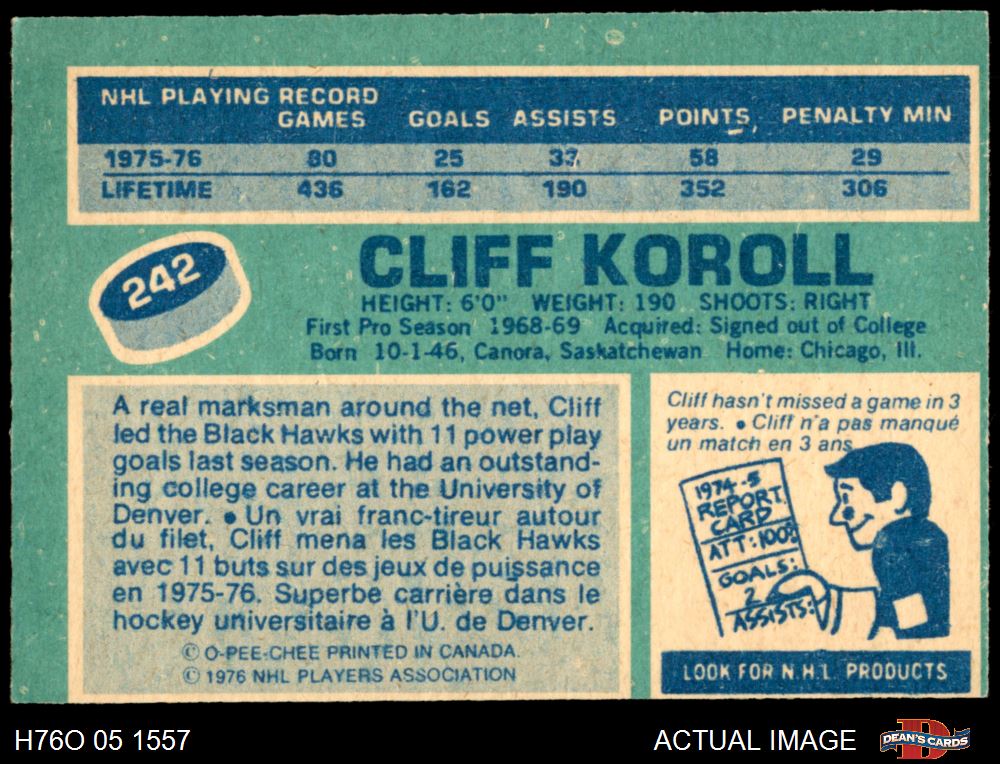 NHL PLAYING RECORD
GAMES GOALS ASSISTS POINTS PENALTY MIN
1975-76 80 25 33 58 29
LIFETIME 436 162 190 352 306
242
CLIFF KOROLL
HEIGHT: 6'0" WEIGHT: 190 SHOOTS: RIGHT
First Pro Season 1968-69 Acquired: Signed out of College
Born 10-1-46, Canora, Saskatchewan Home: Chicago, Ill.
A real marksman around the net, Cliff
led the Black Hawks with 11 power play
goals last season. He had an outstand-
ing college career at the University of
Denver. • Un vrai franc-tireur autour
du filet, Cliff mena les Black Hawks
avec 11 buts sur des jeux de puissance
en 1975-76. Superbe carrière dans le
hockey universitaire à l'U. de Denver.
© O-PEE-CHEE PRINTED IN CANADA.
© 1976 NHL PLAYERS ASSOCIATION
Cliff hasn't missed a game in 3
years. • Cliff n'a pas manqué
un match en 3 ans
1974-5
REPORT
CARD
ATT: 100%
GOALS:
2
ASSISTS:
LOOK FOR N.H.L. PRODUCTS
H76O 05 1557
ACTUAL IMAGE
D
DEAN'S CARDS